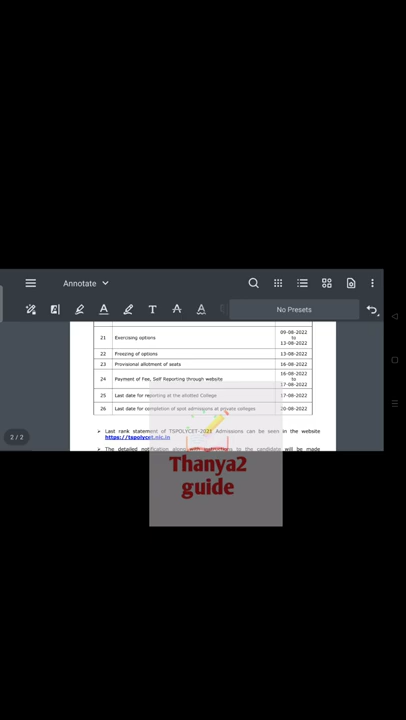 Annotate
T A A
No Presets
21 Exercising options 09-08-2022 to 13-08-2022
22 Freezing of options 13-08-2022
23 Provisional allotment of seats 16-08-2022
24 Payment of Fee, Self Reporting through website 16-08-2022 to 17-08-2022
25 Last date for reporting at the allotted College 17-08-2022
26 Last date for completion of spot admissions at private colleges 20-08-2022
➢ Last rank statement of TSPOLYCET-2021 Admissions can be seen in the website
https://tspolycet.nic.in
➢ The detailed notification along with instructions to the candidate will be made
2 / 2
Thanya2
guide